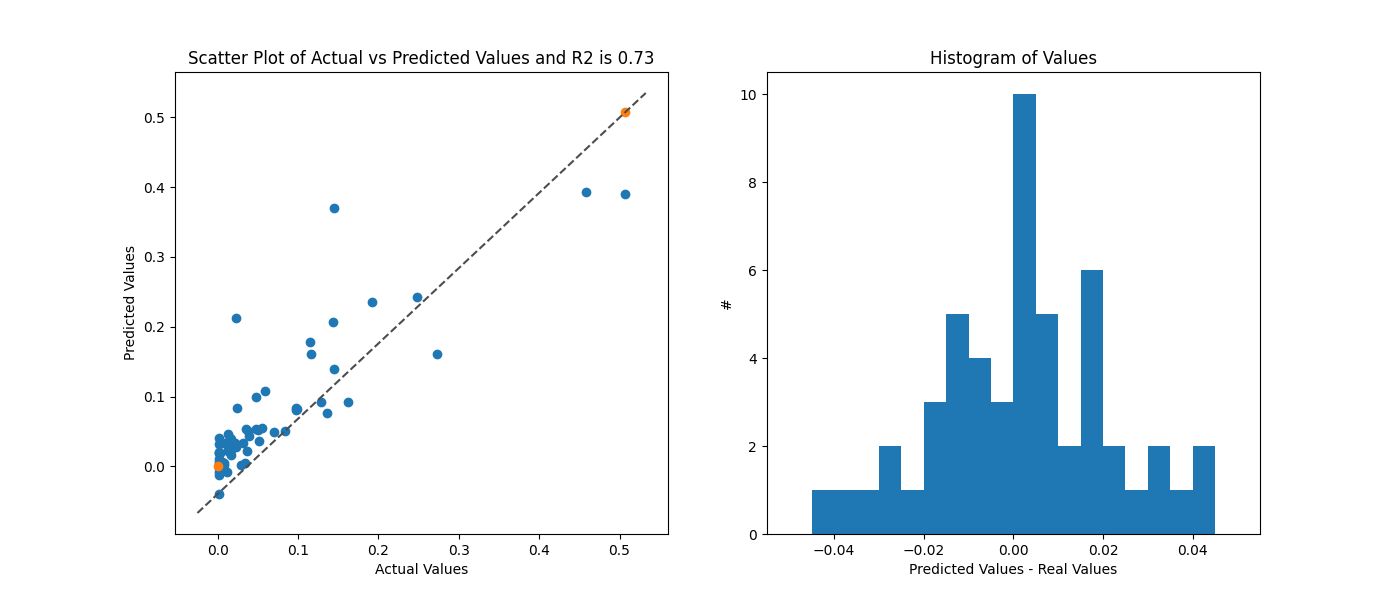 Scatter Plot of Actual vs Predicted Values and R2 is 0.73
0.5
0.4
0.3
0.2
0.1
0.0
Predicted Values
0.0 0.1 0.2 0.3 0.4 0.5
Actual Values
Histogram of Values
10
8
6
4
2
0
#
−0.04 −0.02 0.00 0.02 0.04
Predicted Values - Real Values